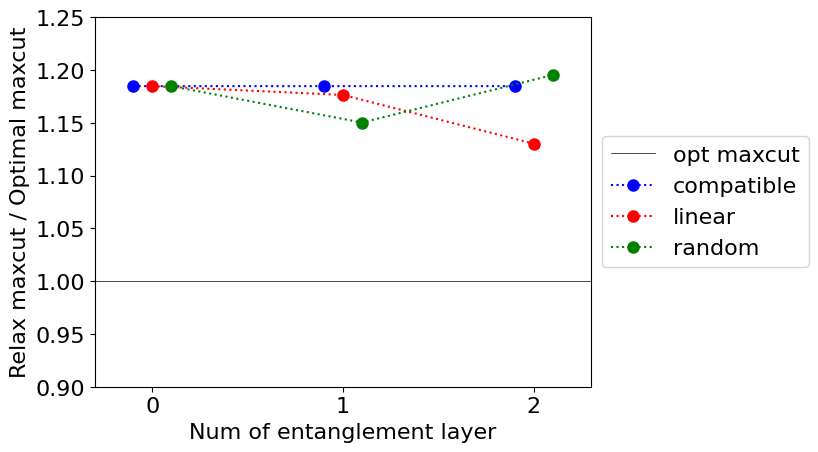 Relax maxcut / Optimal maxcut
1.25
1.20
1.15
1.10
1.05
1.00
0.95
0.90
0
1
2
Num of entanglement layer
opt maxcut
compatible
linear
random